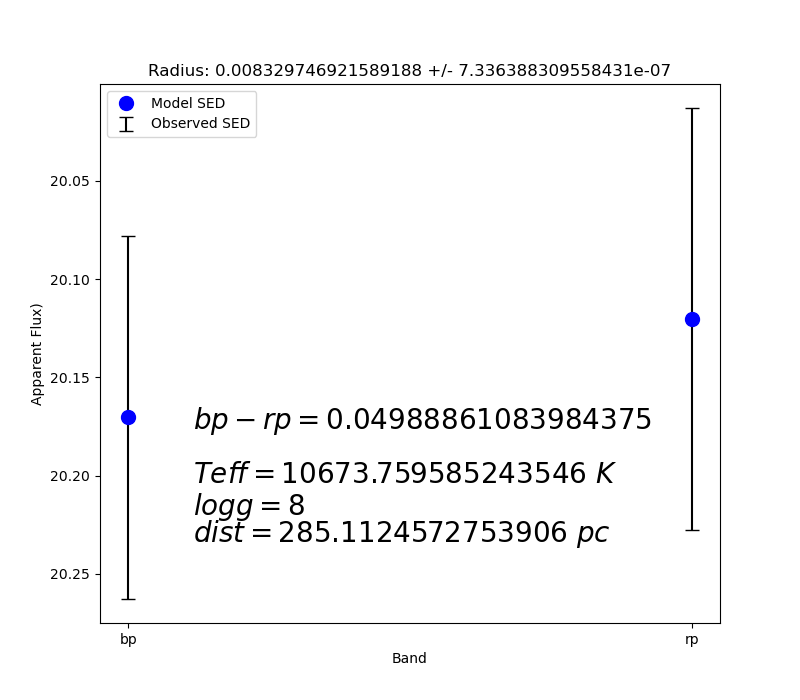 Radius: 0.008329746921589188 +/- 7.336388309558431e-07
Model SED
Observed SED
20.05
20.10
20.15
20.20
20.25
Apparent Flux)
bp − rp = 0.04988861083984375
Teff = 10673.759585243546 K
logg = 8
dist = 285.1124572753906 pc
bp
rp
Band